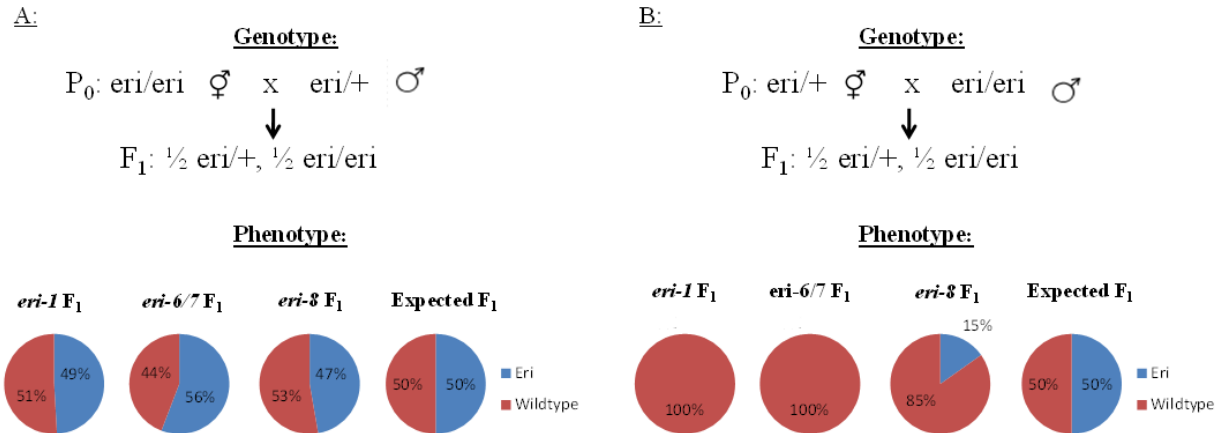 A:
Genotype:
P0: eri/eri ⚥ x eri/+ ♂
F1: ½ eri/+, ½ eri/eri
Phenotype:
eri-1 F1 eri-6/7 F1 eri-8 F1 Expected F1
49% 51%
44% 56%
47% 53%
50% 50%
Eri
Wildtype
B:
Genotype:
P0: eri/+ ⚥ x eri/eri ♂
F1: ½ eri/+, ½ eri/eri
Phenotype:
eri-1 F1 eri-6/7 F1 eri-8 F1 Expected F1
100%
100%
15%
85%
50% 50%
Eri
Wildtype